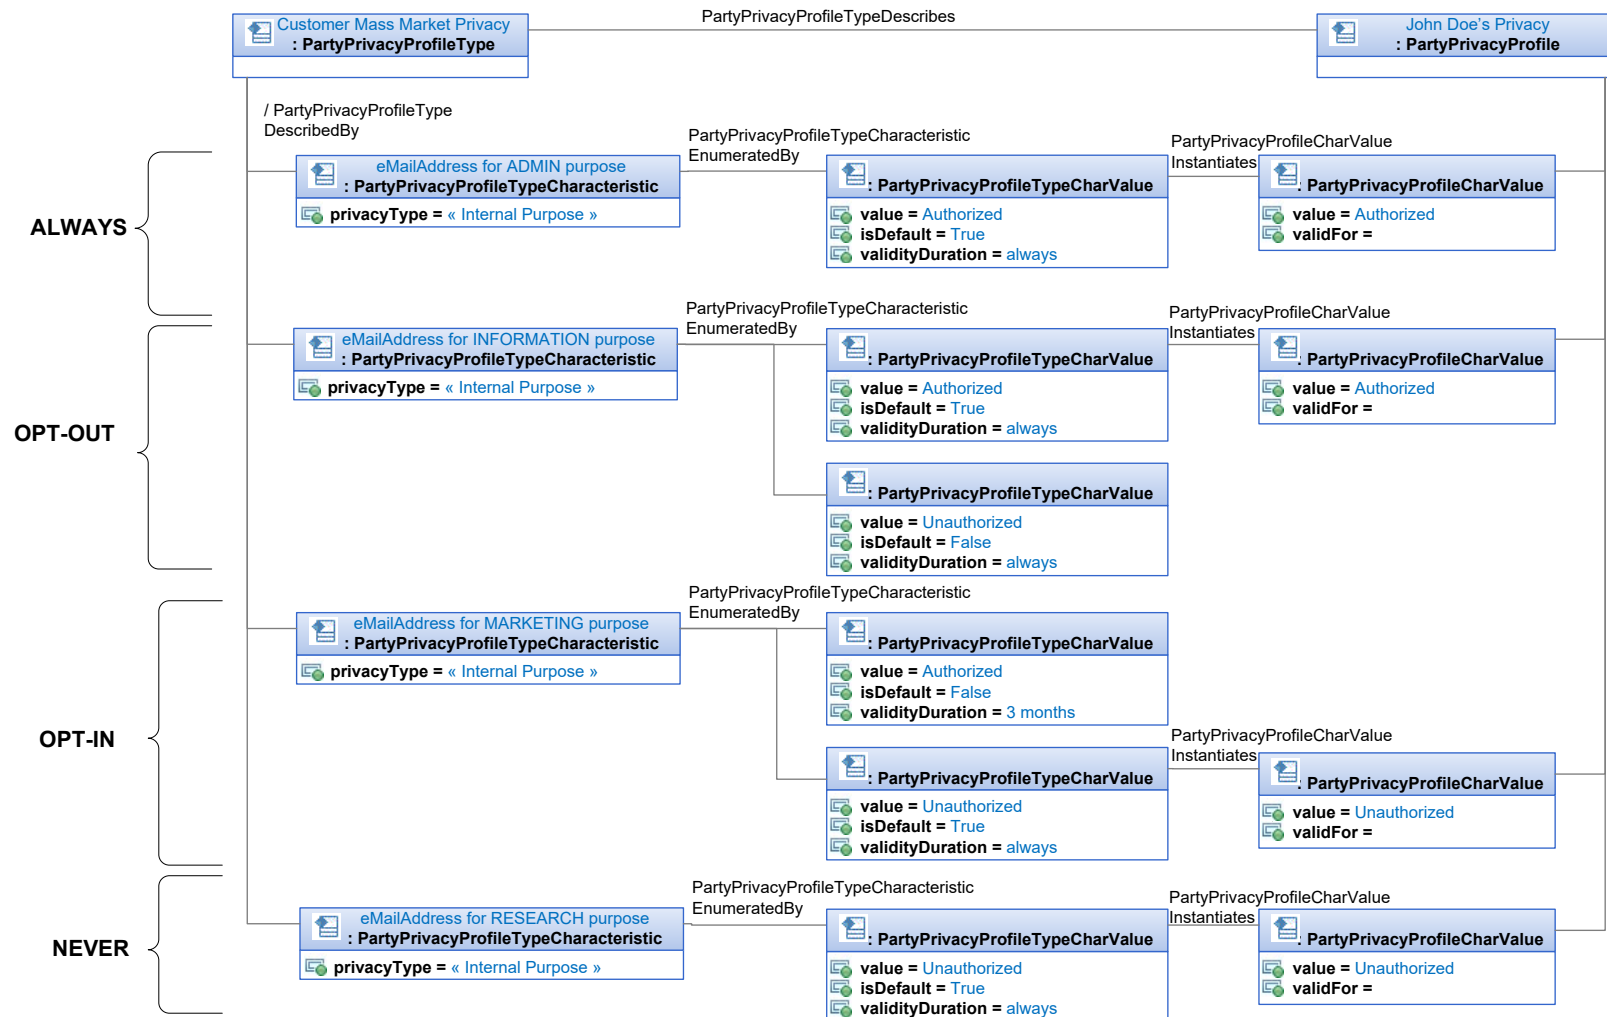 PartyPrivacyProfileTypeDescribes
Customer Mass Market Privacy
: PartyPrivacyProfileType
John Doe's Privacy
: PartyPrivacyProfile
/ PartyPrivacyProfileType
DescribedBy
ALWAYS
eMailAddress for ADMIN purpose
: PartyPrivacyProfileTypeCharacteristic
privacyType = « Internal Purpose »
PartyPrivacyProfileTypeCharacteristic
EnumeratedBy
: PartyPrivacyProfileTypeCharValue
value = Authorized
isDefault = True
validityDuration = always
PartyPrivacyProfileCharValue
Instantiates
: PartyPrivacyProfileCharValue
value = Authorized
validFor =
OPT-OUT
eMailAddress for INFORMATION purpose
: PartyPrivacyProfileTypeCharacteristic
privacyType = « Internal Purpose »
PartyPrivacyProfileTypeCharacteristic
EnumeratedBy
: PartyPrivacyProfileTypeCharValue
value = Authorized
isDefault = True
validityDuration = always
PartyPrivacyProfileCharValue
Instantiates
: PartyPrivacyProfileCharValue
value = Authorized
validFor =
: PartyPrivacyProfileTypeCharValue
value = Unauthorized
isDefault = False
validityDuration = always
OPT-IN
eMailAddress for MARKETING purpose
: PartyPrivacyProfileTypeCharacteristic
privacyType = « Internal Purpose »
PartyPrivacyProfileTypeCharacteristic
EnumeratedBy
: PartyPrivacyProfileTypeCharValue
value = Authorized
isDefault = False
validityDuration = 3 months
: PartyPrivacyProfileTypeCharValue
value = Unauthorized
isDefault = True
validityDuration = always
PartyPrivacyProfileCharValue
Instantiates
: PartyPrivacyProfileCharValue
value = Unauthorized
validFor =
NEVER
eMailAddress for RESEARCH purpose
: PartyPrivacyProfileTypeCharacteristic
privacyType = « Internal Purpose »
PartyPrivacyProfileTypeCharacteristic
EnumeratedBy
: PartyPrivacyProfileTypeCharValue
value = Unauthorized
isDefault = True
validityDuration = always
PartyPrivacyProfileCharValue
Instantiates
: PartyPrivacyProfileCharValue
value = Unauthorized
validFor =